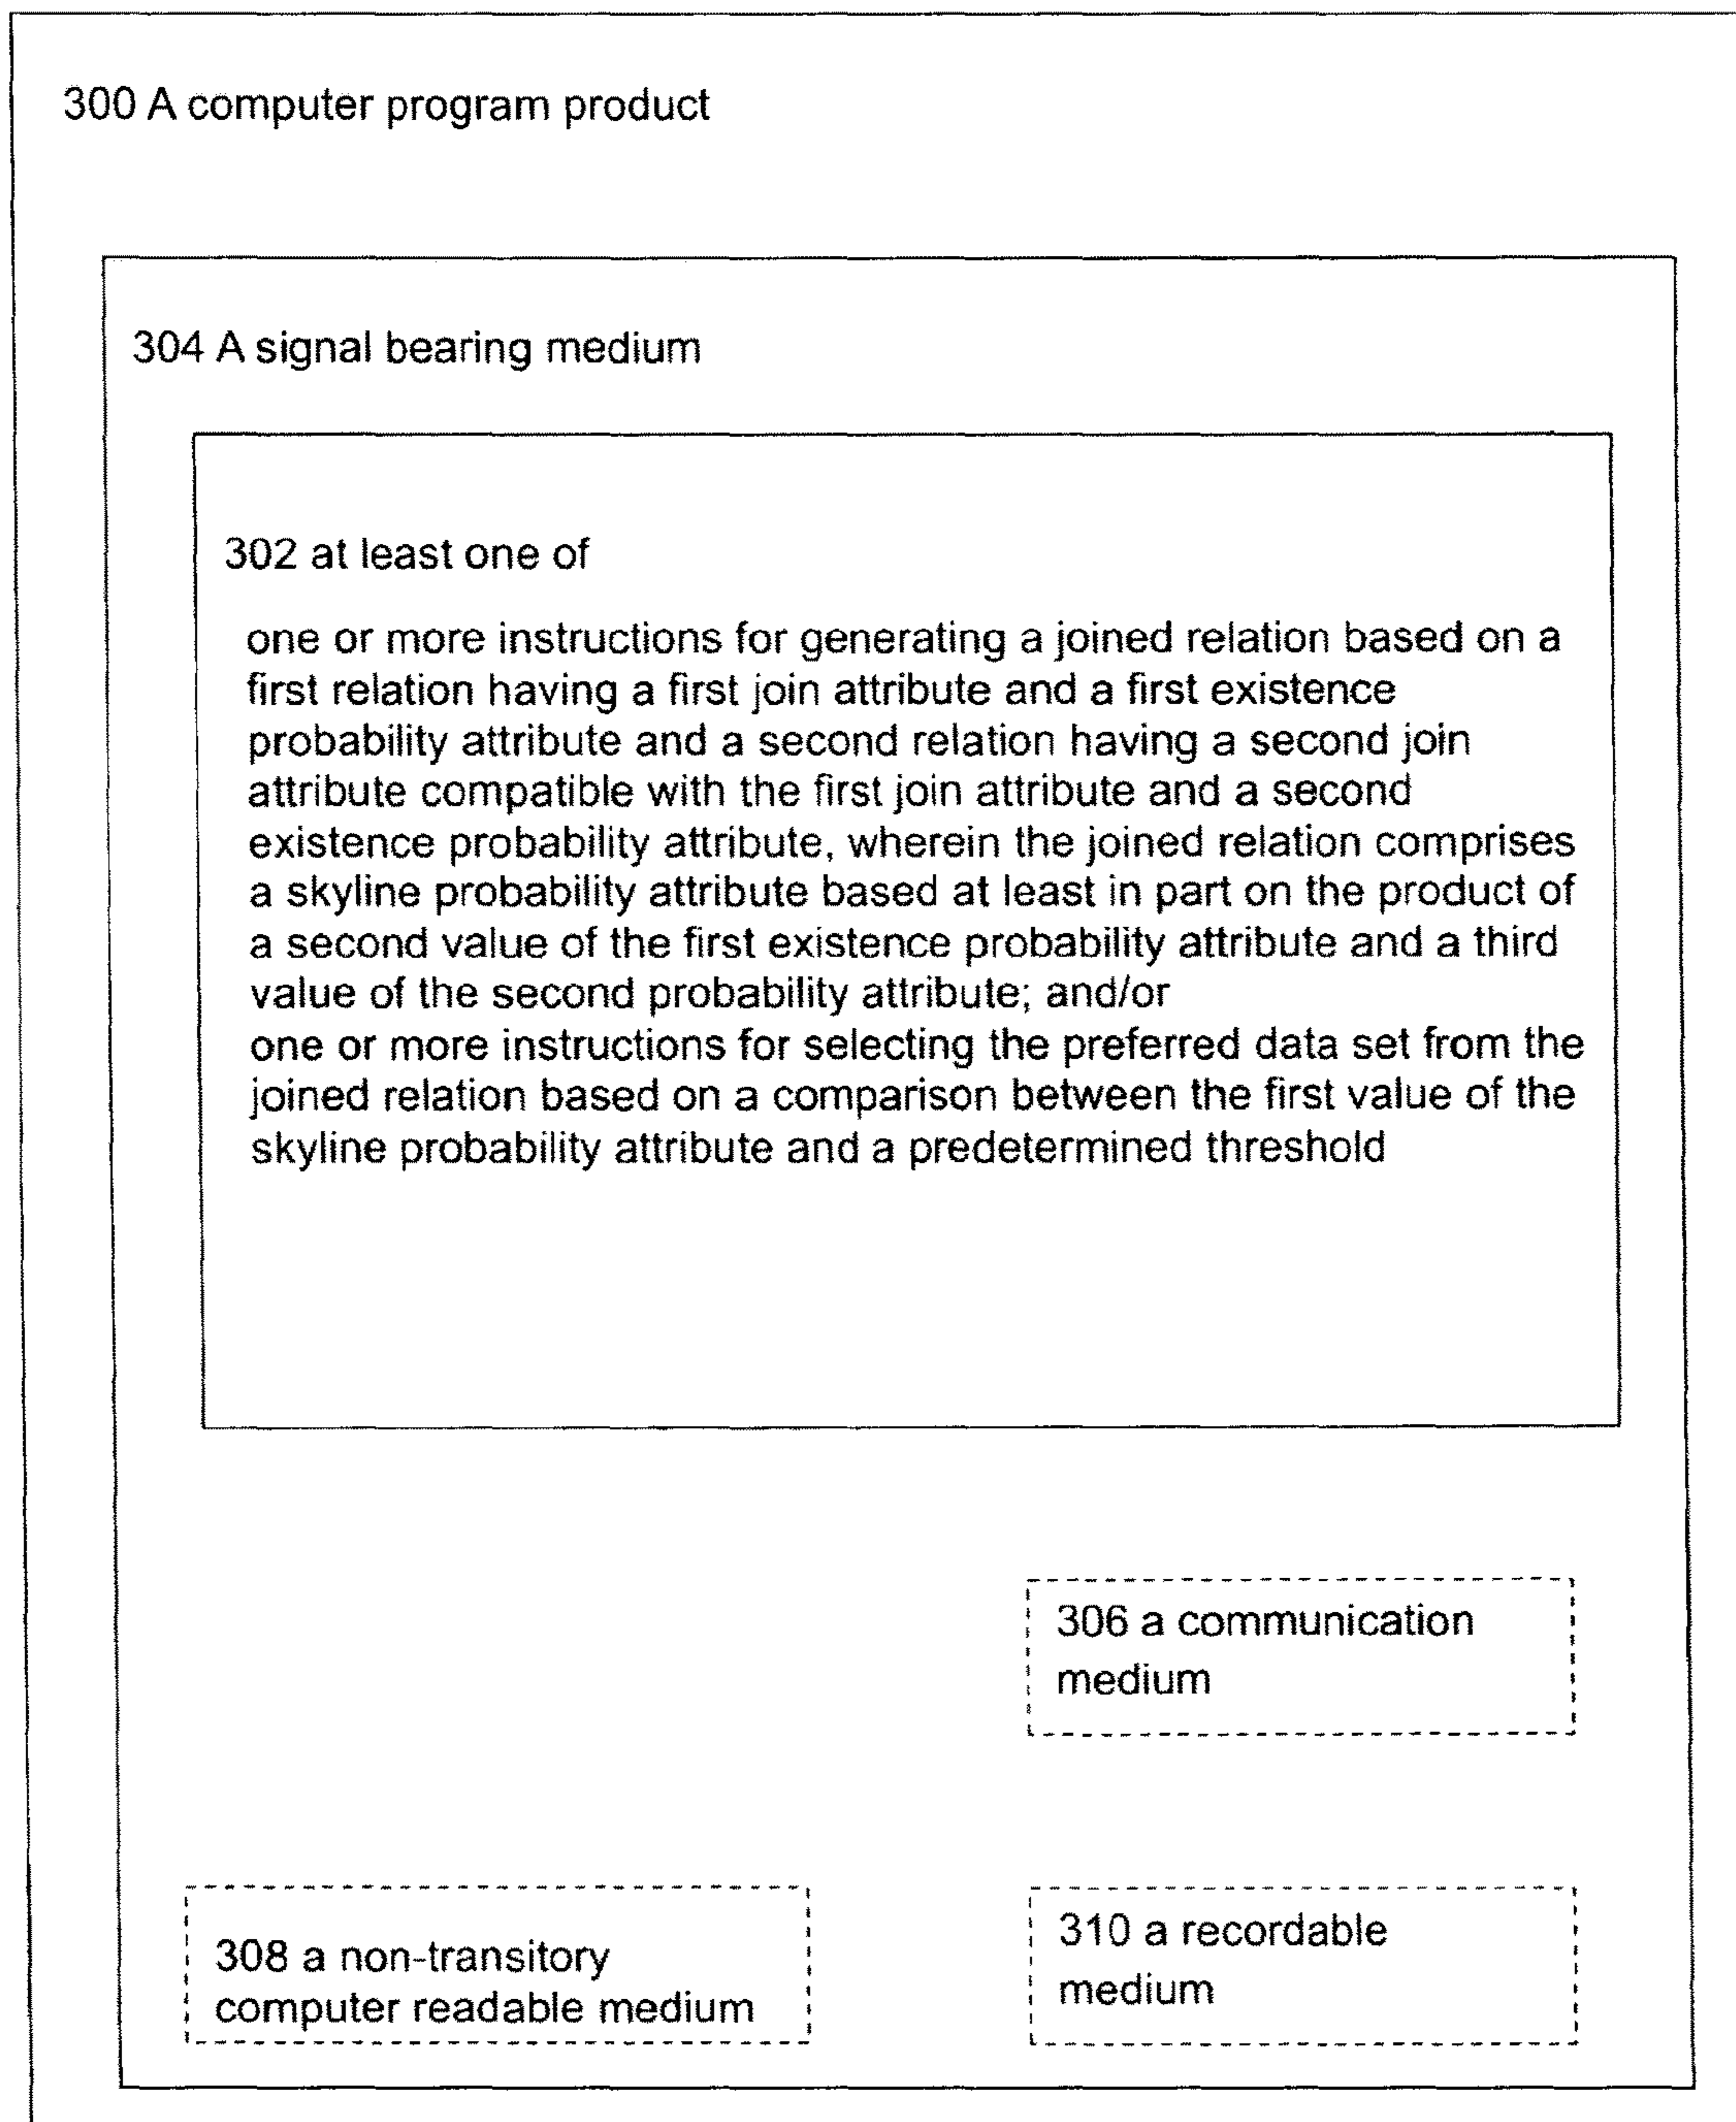 300 A computer program product
304 A signal bearing medium
302 at least one of
one or more instructions for generating a joined relation based on a
first relation having a first join attribute and a first existence
probability attribute and a second relation having a second join
attribute compatible with the first join attribute and a second
existence probability attribute, wherein the joined relation comprises
a skyline probability attribute based at least in part on the product of
a second value of the first existence probability attribute and a third
value of the second probability attribute; and/or
one or more instructions for selecting the preferred data set from the
joined relation based on a comparison between the first value of the
skyline probability attribute and a predetermined threshold
306 a communication
medium
308 a non-transitory
computer readable medium
310 a recordable
medium